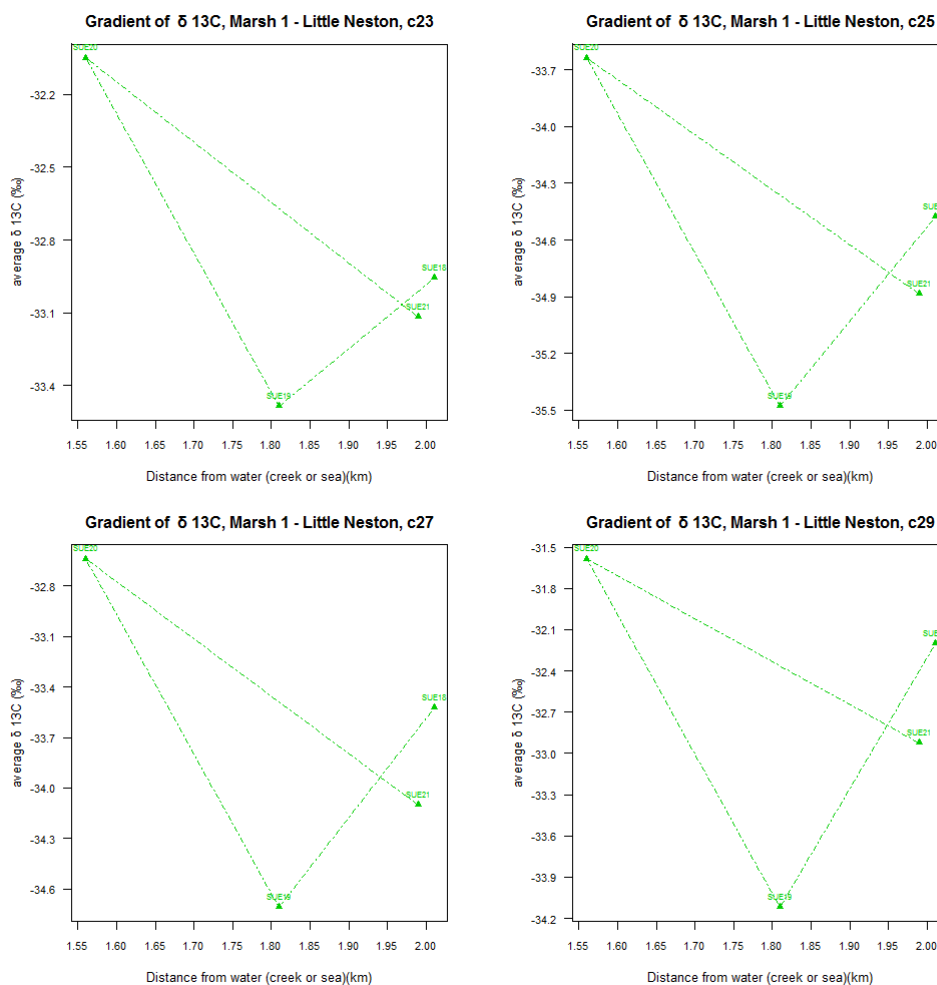 Gradient of δ 13C, Marsh 1 - Little Neston, c23
average δ 13C (‰)
-32.2
-32.5
-32.8
-33.1
-33.4
SUE20
SUE18
SUE21
SUE19
1.55 1.60 1.65 1.70 1.75 1.80 1.85 1.90 1.95 2.00
Distance from water (creek or sea)(km)
Gradient of δ 13C, Marsh 1 - Little Neston, c25
average δ 13C (‰)
-33.7
-34.0
-34.3
-34.6
-34.9
-35.2
-35.5
SUE20
SUE
SUE21
SUE19
1.55 1.60 1.65 1.70 1.75 1.80 1.85 1.90 1.95 2.00
Distance from water (creek or sea)(km)
Gradient of δ 13C, Marsh 1 - Little Neston, c27
average δ 13C (‰)
-32.8
-33.4
-33.7
-34.0
-34.3
-34.6
SUE20
SUE18
SUE21
SUE19
1.55 1.60 1.65 1.70 1.75 1.80 1.85 1.90 1.95 2.00
Distance from water (creek or sea)(km)
Gradient of δ 13C, Marsh 1 - Little Neston, c29
average δ 13C (‰)
-31.5
-31.8
-32.1
-32.4
-32.7
-33.0
-33.3
-33.6
-33.9
-34.2
SUE20
SUE
SUE21
SUE19
1.55 1.60 1.65 1.70 1.75 1.80 1.85 1.90 1.95 2.00
Distance from water (creek or sea)(km)